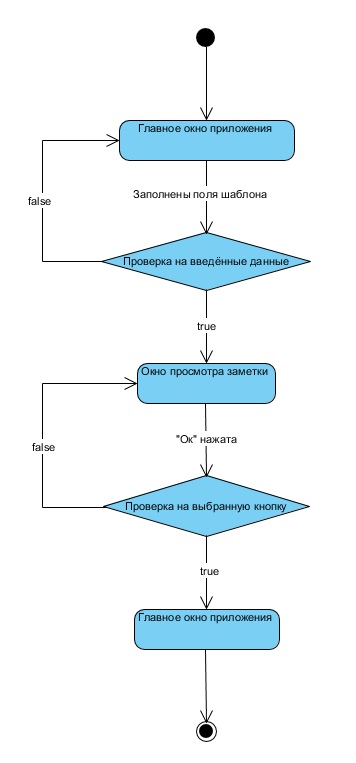 Главное окно приложения
Заполнены поля шаблона
false
Проверка на введённые данные
true
Окно просмотра заметки
"Ок" нажата
false
Проверка на выбранную кнопку
true
Главное окно приложения